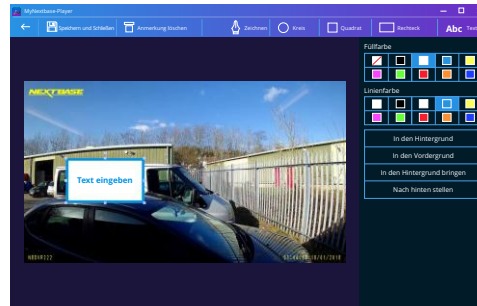 MyNextbase-Player
Speichern und Schließen
Anmerkung löschen
Zeichnen
Kreis
Quadrat
Rechteck
Abc Text
Füllfarbe
NEXTBASE
Linienfarbe
In den Hintergrund
In den Vordergrund
In den Hintergrund bringen
Nach hinten stellen
Text eingeben